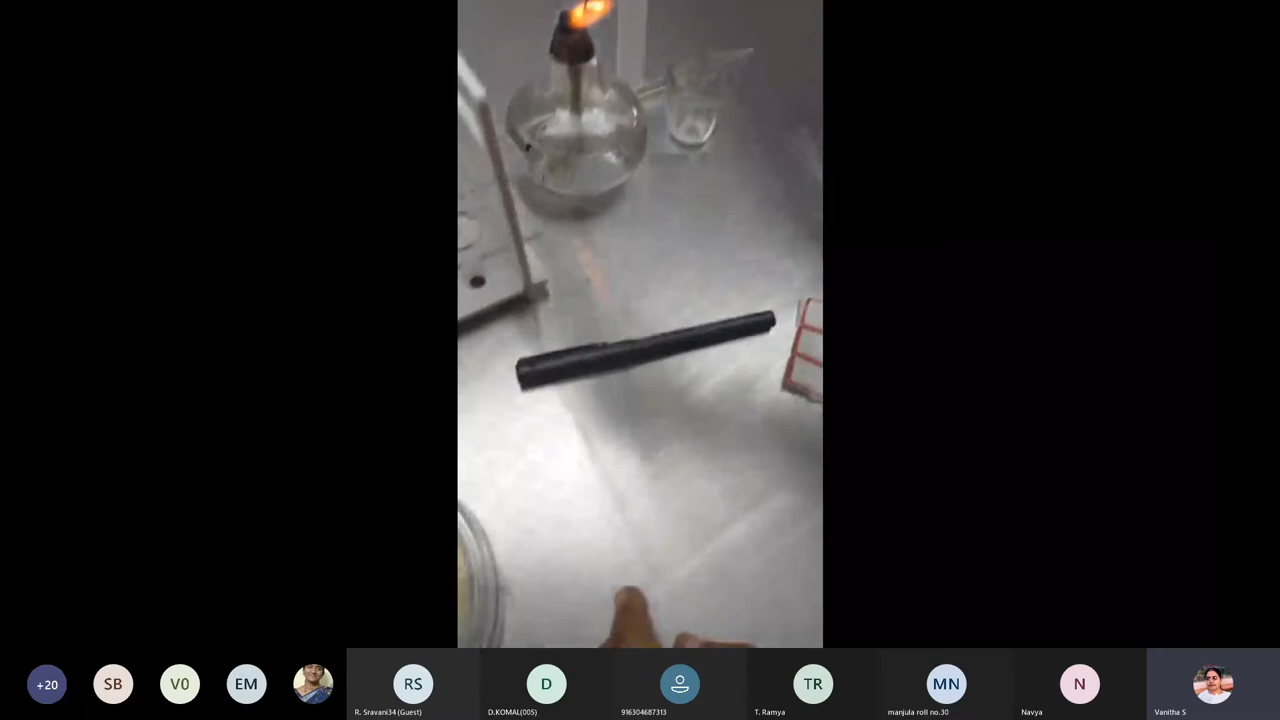 +20
SB
V0
EM
RS
R. Sravani34 (Guest)
D
D.KOMAL(005)
916304687313
TR
T. Ramya
MN
manjula roll no.30
N
Navya
Vanitha S